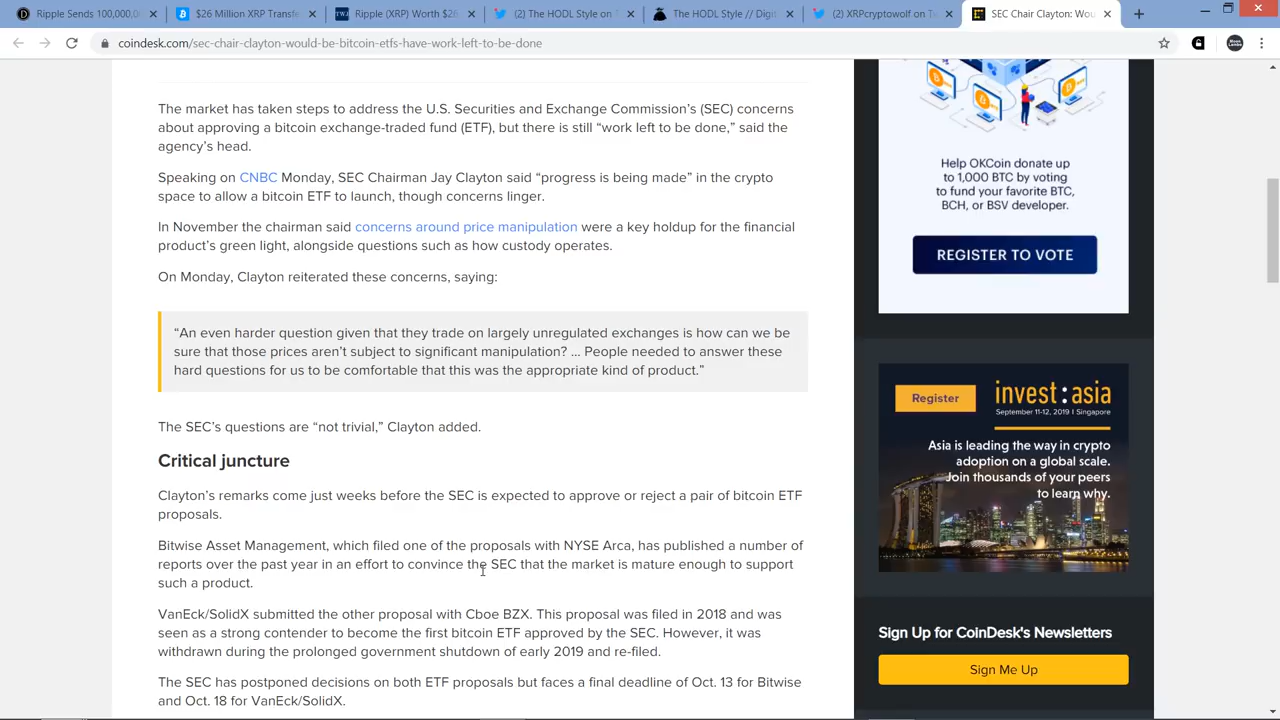 Ripple Sends 100,000,0
$26 Million XRP Transf
Ripple (XRP) Worth $26
(2) The HODL Style on T
The HODL Style // Digit
(2) XRPcryptowolf on Tw
SEC Chair Clayton: Wou
coindesk.com/sec-chair-clayton-would-be-bitcoin-etfs-have-work-left-to-be-done
The market has taken steps to address the U.S. Securities and Exchange Commission's (SEC) concerns
about approving a bitcoin exchange-traded fund (ETF), but there is still “work left to be done,” said the
agency's head.
Speaking on CNBC Monday, SEC Chairman Jay Clayton said “progress is being made” in the crypto
space to allow a bitcoin ETF to launch, though concerns linger.
In November the chairman said concerns around price manipulation were a key holdup for the financial
product's green light, alongside questions such as how custody operates.
On Monday, Clayton reiterated these concerns, saying:
“An even harder question given that they trade on largely unregulated exchanges is how can we be
sure that those prices aren't subject to significant manipulation? ... People needed to answer these
hard questions for us to be comfortable that this was the appropriate kind of product.”
The SEC's questions are “not trivial,” Clayton added.
Critical juncture
Clayton's remarks come just weeks before the SEC is expected to approve or reject a pair of bitcoin ETF
proposals.
Bitwise Asset Management, which filed one of the proposals with NYSE Arca, has published a number of
reports over the past year in an effort to convince the SEC that the market is mature enough to support
such a product.
VanEck/SolidX submitted the other proposal with Cboe BZX. This proposal was filed in 2018 and was
seen as a strong contender to become the first bitcoin ETF approved by the SEC. However, it was
withdrawn during the prolonged government shutdown of early 2019 and re-filed.
The SEC has postponed decisions on both ETF proposals but faces a final deadline of Oct. 13 for Bitwise
and Oct. 18 for VanEck/SolidX.
Help OKCoin donate up
to 1,000 BTC by voting
to fund your favorite BTC,
BCH, or BSV developer.
REGISTER TO VOTE
Register
invest:asia
September 11-12, 2019 | Singapore
Asia is leading the way in crypto
adoption on a global scale.
Join thousands of your peers
to learn why.
Sign Up for CoinDesk's Newsletters
Sign Me Up